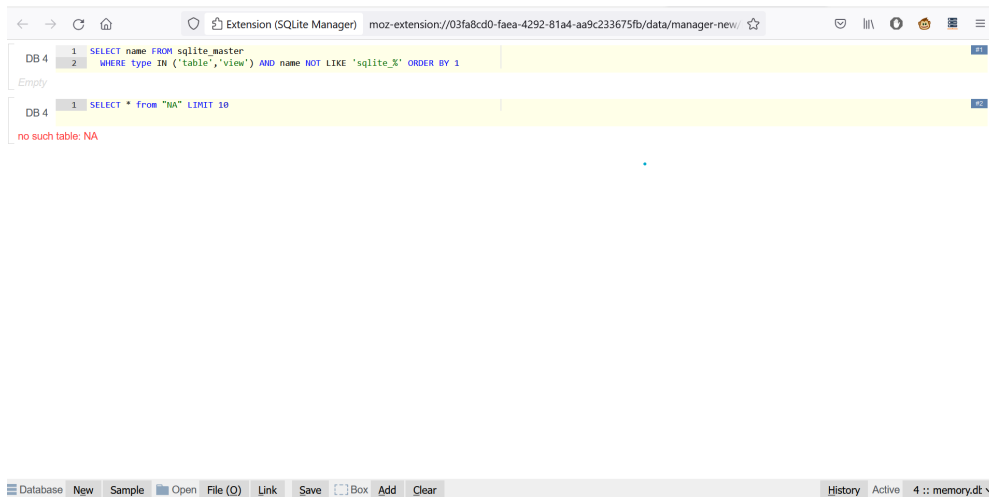 Extension (SQLite Manager) moz-extension://03fa8cd0-faea-4292-81a4-aa9c233675fb/data/manager-new/
DB 4
1 SELECT name FROM sqlite_master
2 WHERE type IN ('table','view') AND name NOT LIKE 'sqlite_%' ORDER BY 1
#1
Empty
DB 4
1 SELECT * from "NA" LIMIT 10
#2
no such table: NA
Database New Sample Open File (O) Link Save Box Add Clear History Active 4 :: memory.db